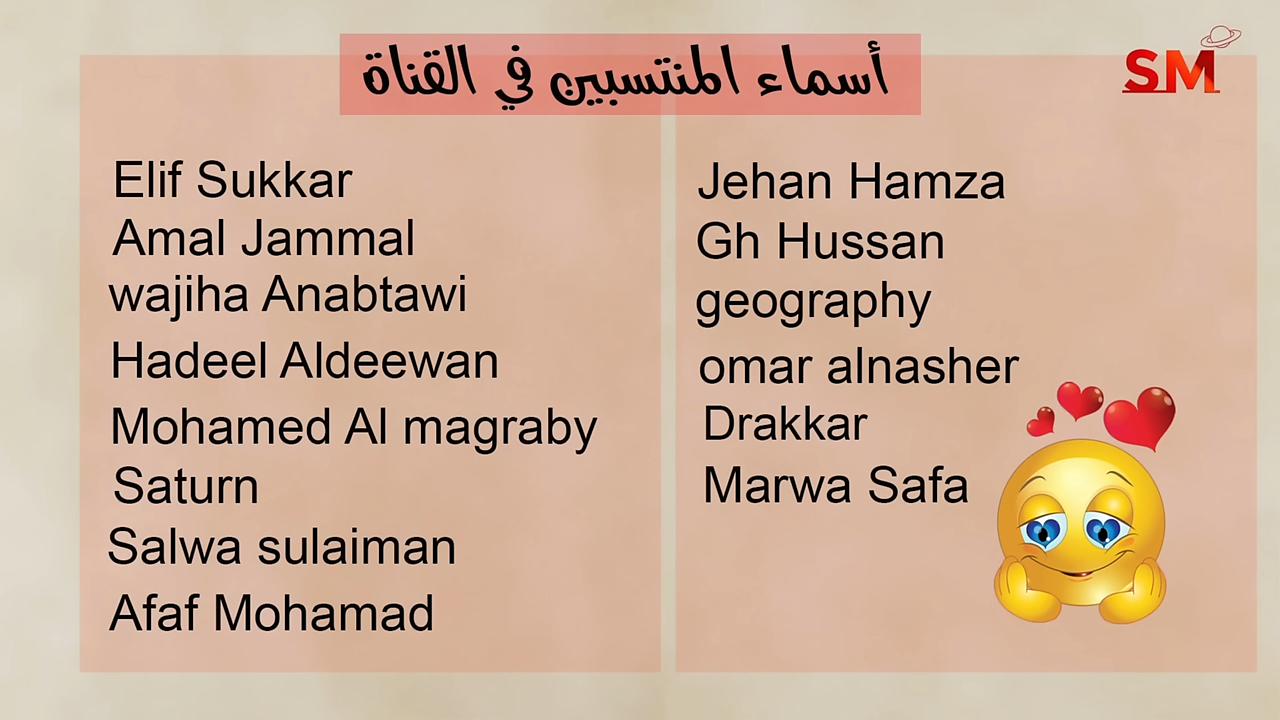 أسماء المنتسبين في القناة
SM
Elif Sukkar
Amal Jammal
wajiha Anabtawi
Hadeel Aldeewan
Mohamed Al magraby
Saturn
Salwa sulaiman
Afaf Mohamad
Jehan Hamza
Gh Hussan
geography
omar alnasher
Drakkar
Marwa Safa